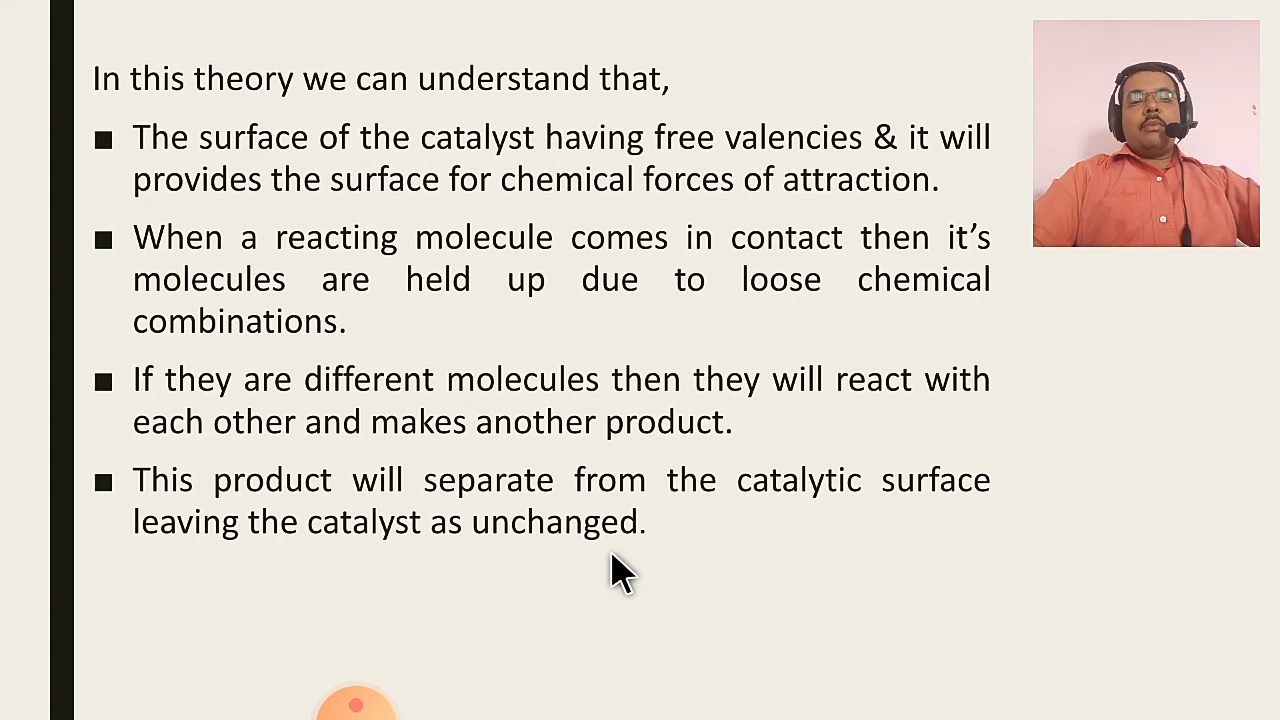 In this theory we can understand that,
■ The surface of the catalyst having free valencies & it will
provides the surface for chemical forces of attraction.
■ When a reacting molecule comes in contact then it’s
molecules are held up due to loose chemical
combinations.
■ If they are different molecules then they will react with
each other and makes another product.
■ This product will separate from the catalytic surface
leaving the catalyst as unchanged.